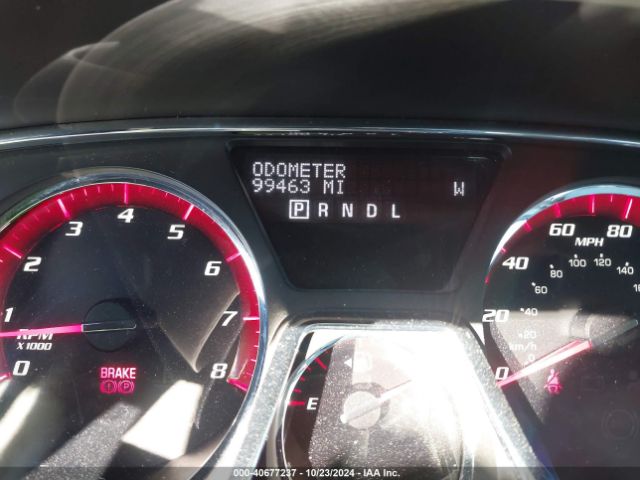 ODOMETER
99463 MI W
P R N D L
0 1 2 3 4 5 6 7 8
RPM
X1000
BRAKE
P
E
0 20 40 60 80
MPH
0 20 40 60 80 100 120 140
km/h
000-40677237 - 10/23/2024 - IAA Inc.